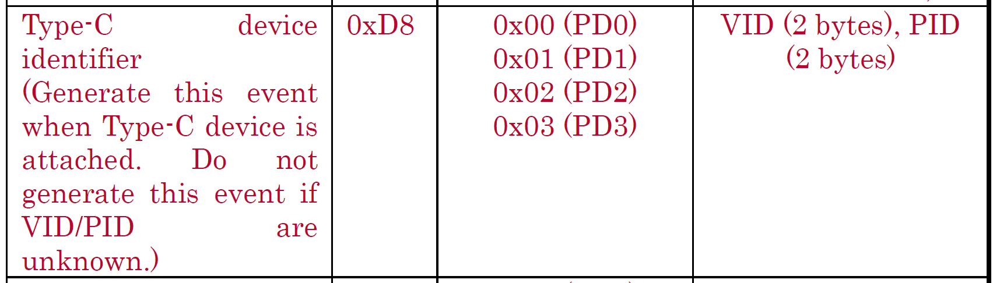 Type-C device
identifier
(Generate this event
when Type-C device is
attached. Do not
generate this event if
VID/PID are
unknown.)
0xD8
0x00 (PD0)
0x01 (PD1)
0x02 (PD2)
0x03 (PD3)
VID (2 bytes), PID
(2 bytes)